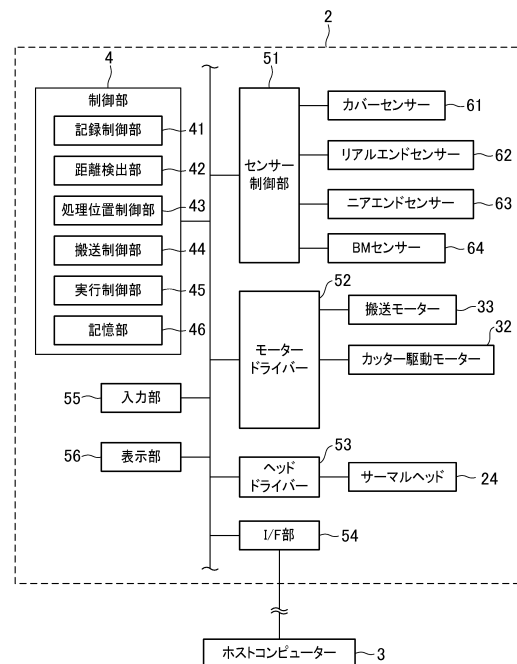 2
4
51
制御部
記録制御部 41
距離検出部 42
処理位置制御部 43
搬送制御部 44
実行制御部 45
記憶部 46
センサー
制御部
カバーセンサー 61
リアルエンドセンサー 62
ニアエンドセンサー 63
BMセンサー 64
52
モーター
ドライバー
搬送モーター 33
32
カッター駆動モーター
55 入力部
56 表示部
53
ヘッド
ドライバー
サーマルヘッド 24
I/F部 54
ホストコンピューター 3